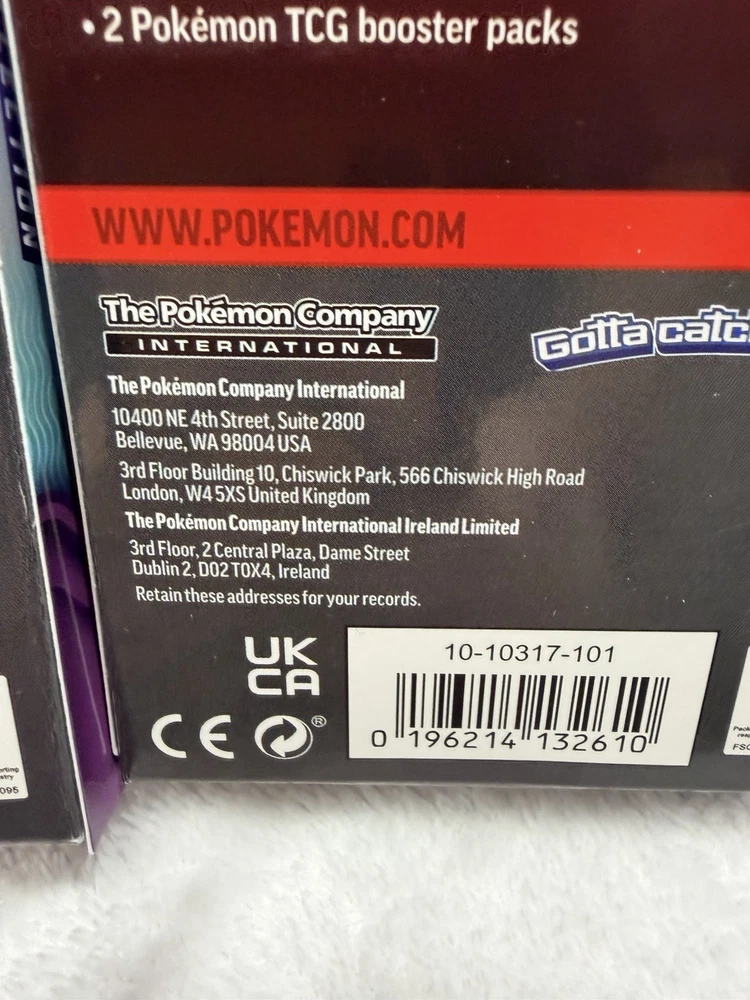 • 2 Pokémon TCG booster packs
WWW.POKEMON.COM
The Pokémon Company
INTERNATIONAL
Gotta catc
The Pokémon Company International
10400 NE 4th Street, Suite 2800
Bellevue, WA 98004 USA
3rd Floor Building 10, Chiswick Park, 566 Chiswick High Road
London, W4 5XS United Kingdom
The Pokémon Company International Ireland Limited
3rd Floor, 2 Central Plaza, Dame Street
Dublin 2, D02 T0X4, Ireland
Retain these addresses for your records.
UK
CA
CE
®
10-10317-101
0 196214 132610
FSC
095